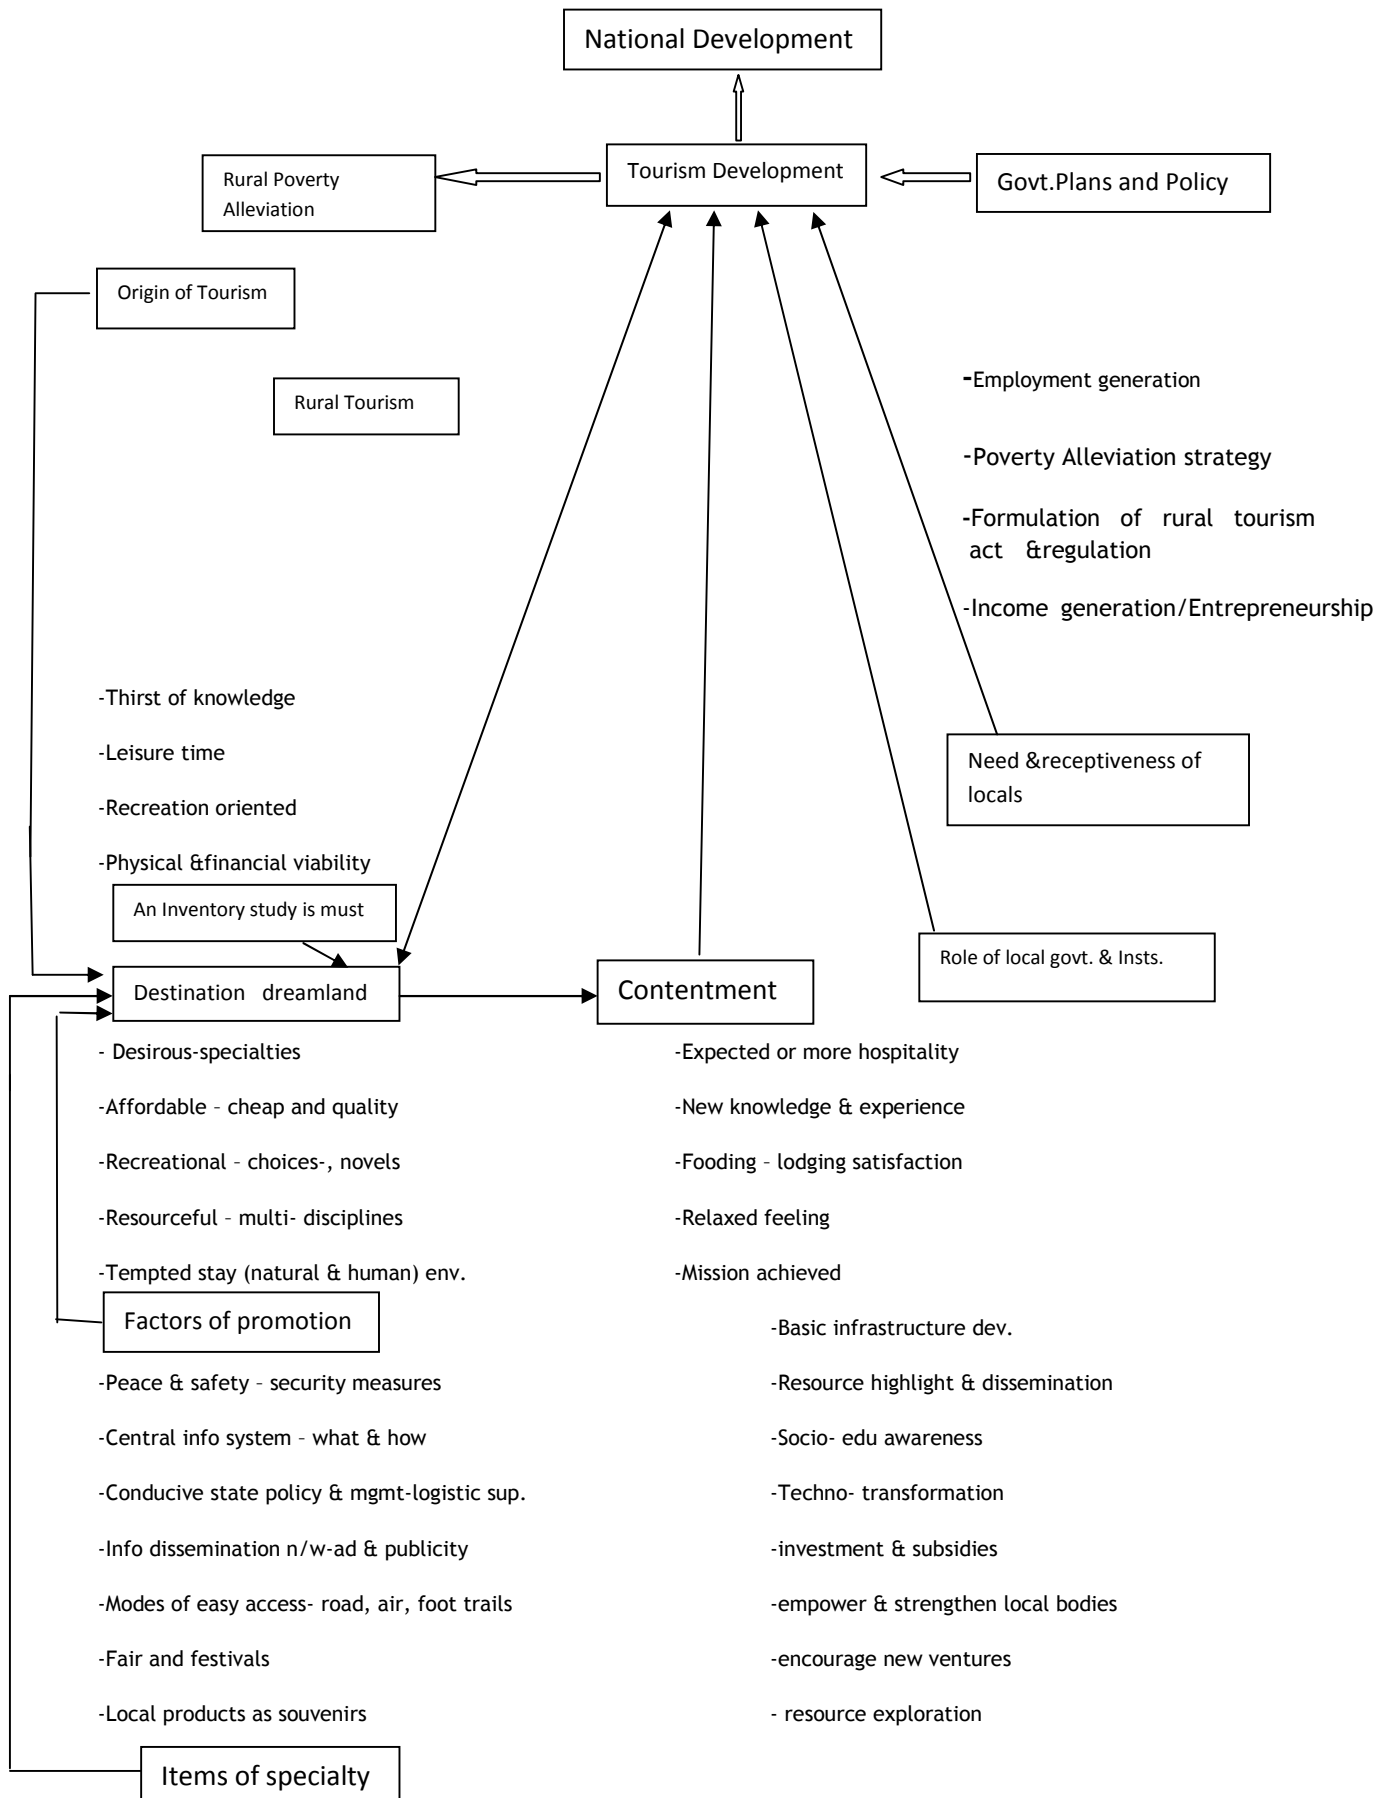 National Development
Tourism Development
Rural Poverty
Alleviation
Govt.Plans and Policy
Origin of Tourism
Rural Tourism
-Employment generation
-Poverty Alleviation strategy
-Formulation of rural tourism
act &regulation
-Income generation/Entrepreneurship
-Thirst of knowledge
-Leisure time
-Recreation oriented
-Physical &financial viability
Need &receptiveness of
locals
An Inventory study is must
Role of local govt. & Insts.
Destination dreamland
Contentment
- Desirous-specialties
-Affordable – cheap and quality
-Recreational – choices-, novels
-Resourceful – multi- disciplines
-Tempted stay (natural & human) env.
-Expected or more hospitality
-New knowledge & experience
-Fooding – lodging satisfaction
-Relaxed feeling
-Mission achieved
Factors of promotion
-Peace & safety – security measures
-Central info system – what & how
-Conducive state policy & mgmt-logistic sup.
-Info dissemination n/w-ad & publicity
-Modes of easy access- road, air, foot trails
-Fair and festivals
-Local products as souvenirs
-Basic infrastructure dev.
-Resource highlight & dissemination
-Socio- edu awareness
-Techno- transformation
-investment & subsidies
-empower & strengthen local bodies
-encourage new ventures
- resource exploration
Items of specialty